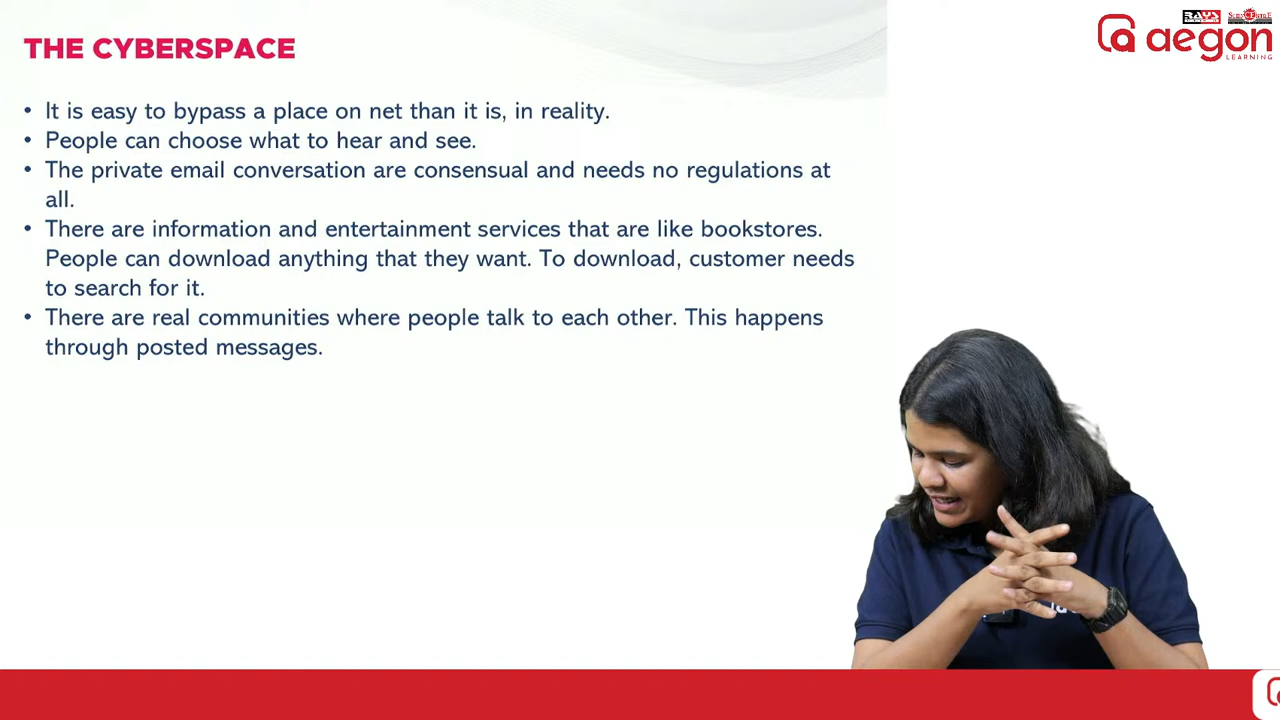 THE CYBERSPACE
• It is easy to bypass a place on net than it is, in reality.
• People can choose what to hear and see.
• The private email conversation are consensual and needs no regulations at
all.
• There are information and entertainment services that are like bookstores.
People can download anything that they want. To download, customer needs
to search for it.
• There are real communities where people talk to each other. This happens
through posted messages.
aegon
LEARNING